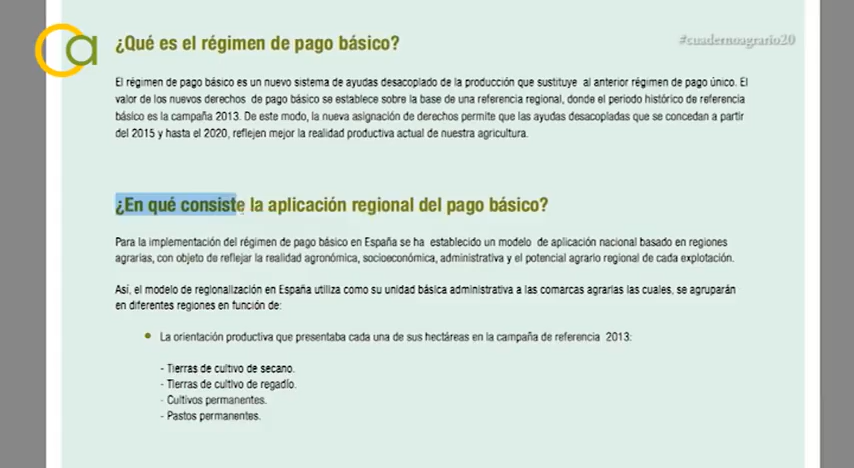 ¿Qué es el régimen de pago básico?
#cuadernoagrario20
El régimen de pago básico es un nuevo sistema de ayudas desacoplado de la producción que sustituye al anterior régimen de pago único. El
valor de los nuevos derechos de pago básico se establece sobre la base de una referencia regional, donde el periodo histórico de referencia
básico es la campaña 2013. De este modo, la nueva asignación de derechos permite que las ayudas desacopladas que se concedan a partir
del 2015 y hasta el 2020, reflejen mejor la realidad productiva actual de nuestra agricultura.
¿En qué consiste la aplicación regional del pago básico?
Para la implementación del régimen de pago básico en España se ha establecido un modelo de aplicación nacional basado en regiones
agrarias, con objeto de reflejar la realidad agronómica, socioeconómica, administrativa y el potencial agrario regional de cada explotación.
Así, el modelo de regionalización en España utiliza como su unidad básica administrativa a las comarcas agrarias las cuales, se agruparán
en diferentes regiones en función de:
La orientación productiva que presentaba cada una de sus hectáreas en la campaña de referencia 2013:
- Tierras de cultivo de secano.
- Tierras de cultivo de regadío.
- Cultivos permanentes.
- Pastos permanentes.